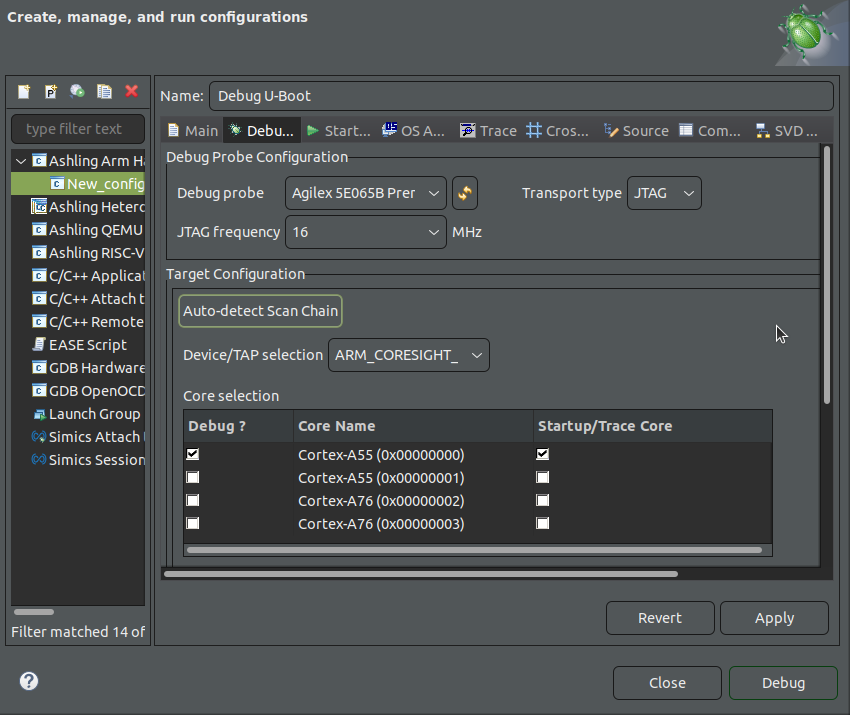 Create, manage, and run configurations
Name: Debug U-Boot
type filter text
Main Debu... Start... OS A... Trace Cros... Source Com... SVD ...
Ashling Arm Ha
New_config
Ashling Hetero
Ashling QEMU
Ashling RISC-V
C/C++ Applicat
C/C++ Attach t
C/C++ Remote
EASE Script
GDB Hardware
GDB OpenOCD
Launch Group
Simics Attach
Simics Session
Filter matched 14 of
Debug Probe Configuration
Debug probe Agilex 5E065B Prer Transport type JTAG
JTAG frequency 16 MHz
Target Configuration
Auto-detect Scan Chain
Device/TAP selection ARM_CORESIGHT_
Core selection
Debug ? Core Name Startup/Trace Core
Cortex-A55 (0x00000000)
Cortex-A55 (0x00000001)
Cortex-A76 (0x00000002)
Cortex-A76 (0x00000003)
Revert Apply
Close Debug